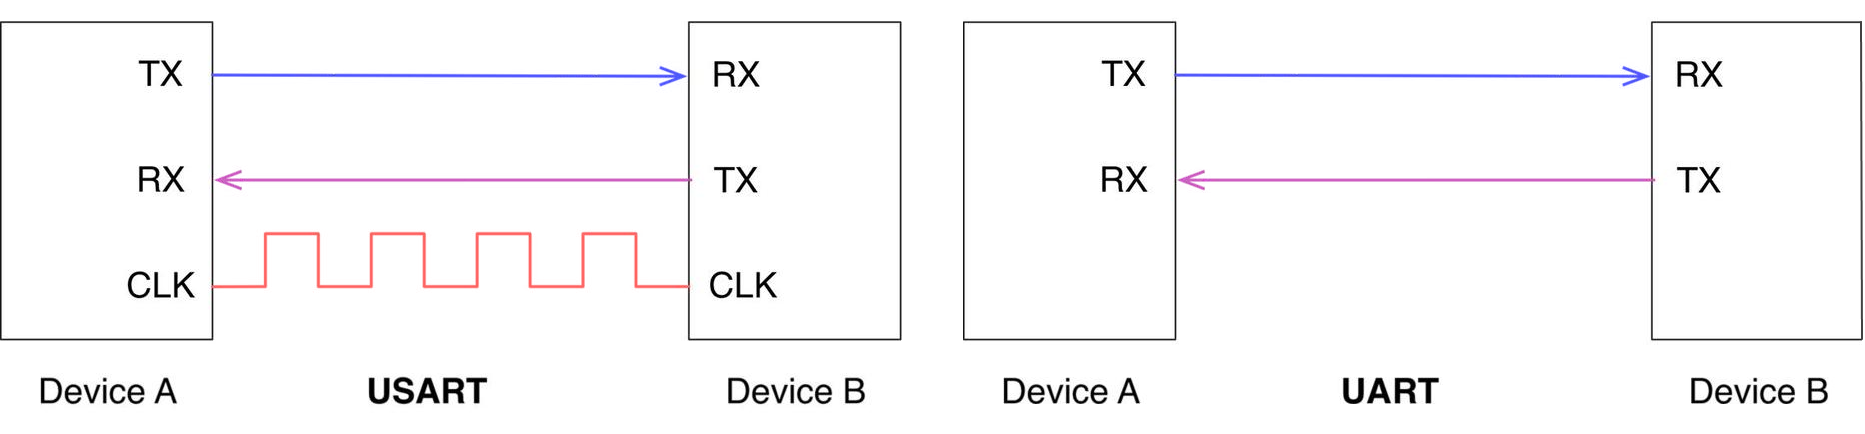 TX
RX
RX
TX
CLK
CLK
Device A
USART
Device B
TX
RX
RX
TX
Device A
UART
Device B